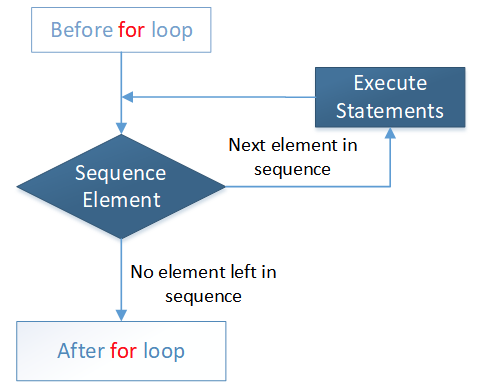 Before for loop
Execute
Statements
Sequence
Element
Next element in
sequence
No element left in
sequence
After for loop